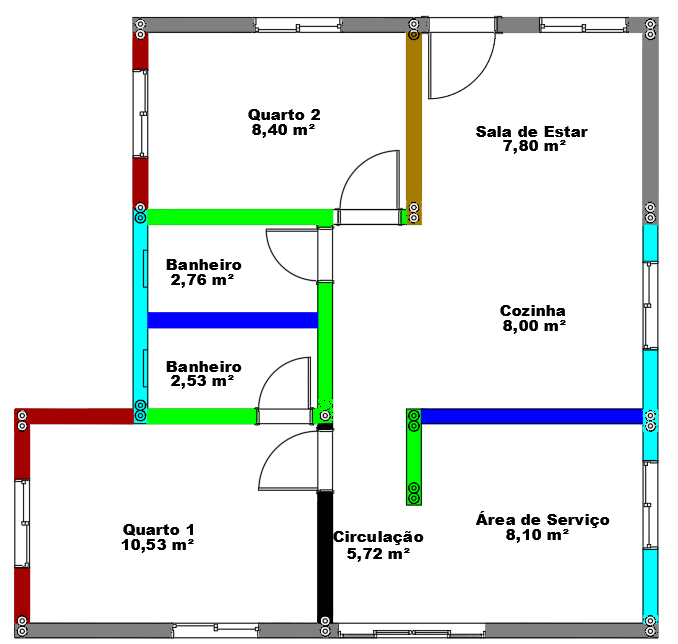 Quarto 2
8,40 m²
Sala de Estar
7,80 m²
Banheiro
2,76 m²
Cozinha
8,00 m²
Banheiro
2,53 m²
Quarto 1
10,53 m²
Circulação
5,72 m²
Área de Serviço
8,10 m²